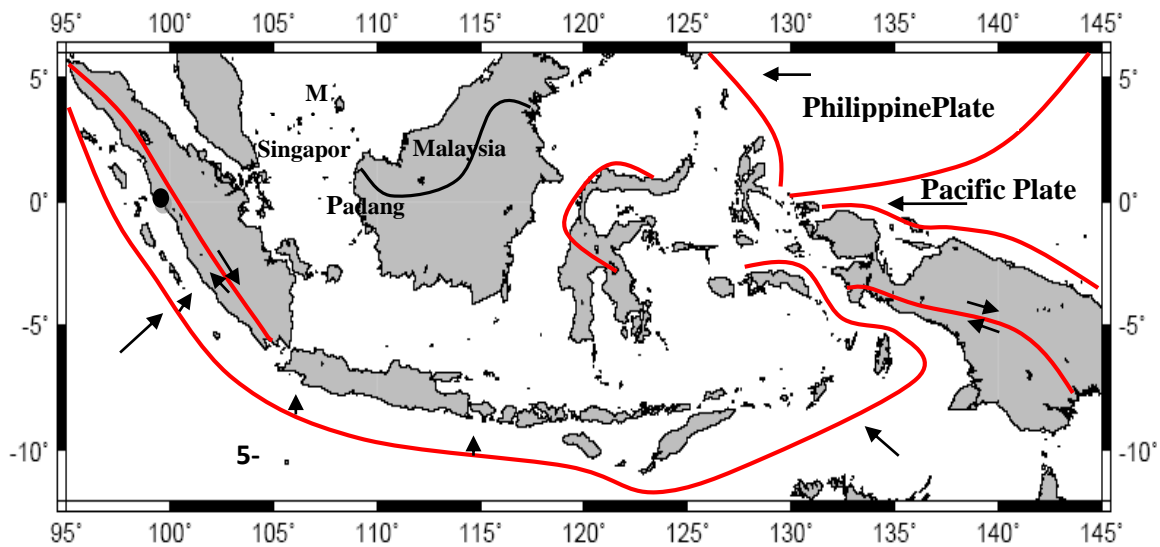 95° 100° 105° 110° 115° 120° 125° 130° 135° 140° 145°
5° 5°
M
PhilippinePlate
Singapor Malaysia
Pacific Plate
0° Padang 0°
-5° -5°
-10° 5- -10°
95° 100° 105° 110° 115° 120° 125° 130° 135° 140° 145°